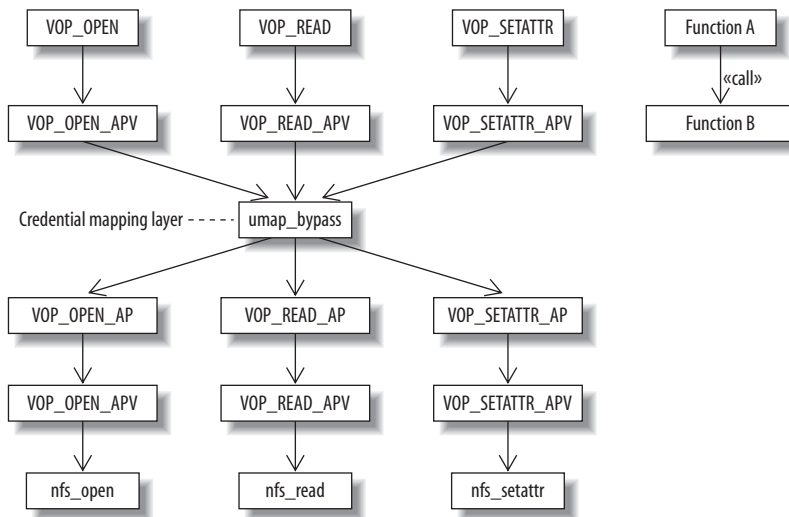 VOP_OPEN
VOP_READ
VOP_SETATTR
Function A
«call»
VOP_OPEN_APV
VOP_READ_APV
VOP_SETATTR_APV
Function B
Credential mapping layer
umap_bypass
VOP_OPEN_AP
VOP_READ_AP
VOP_SETATTR_AP
VOP_OPEN_APV
VOP_READ_APV
VOP_SETATTR_APV
nfs_open
nfs_read
nfs_setattr